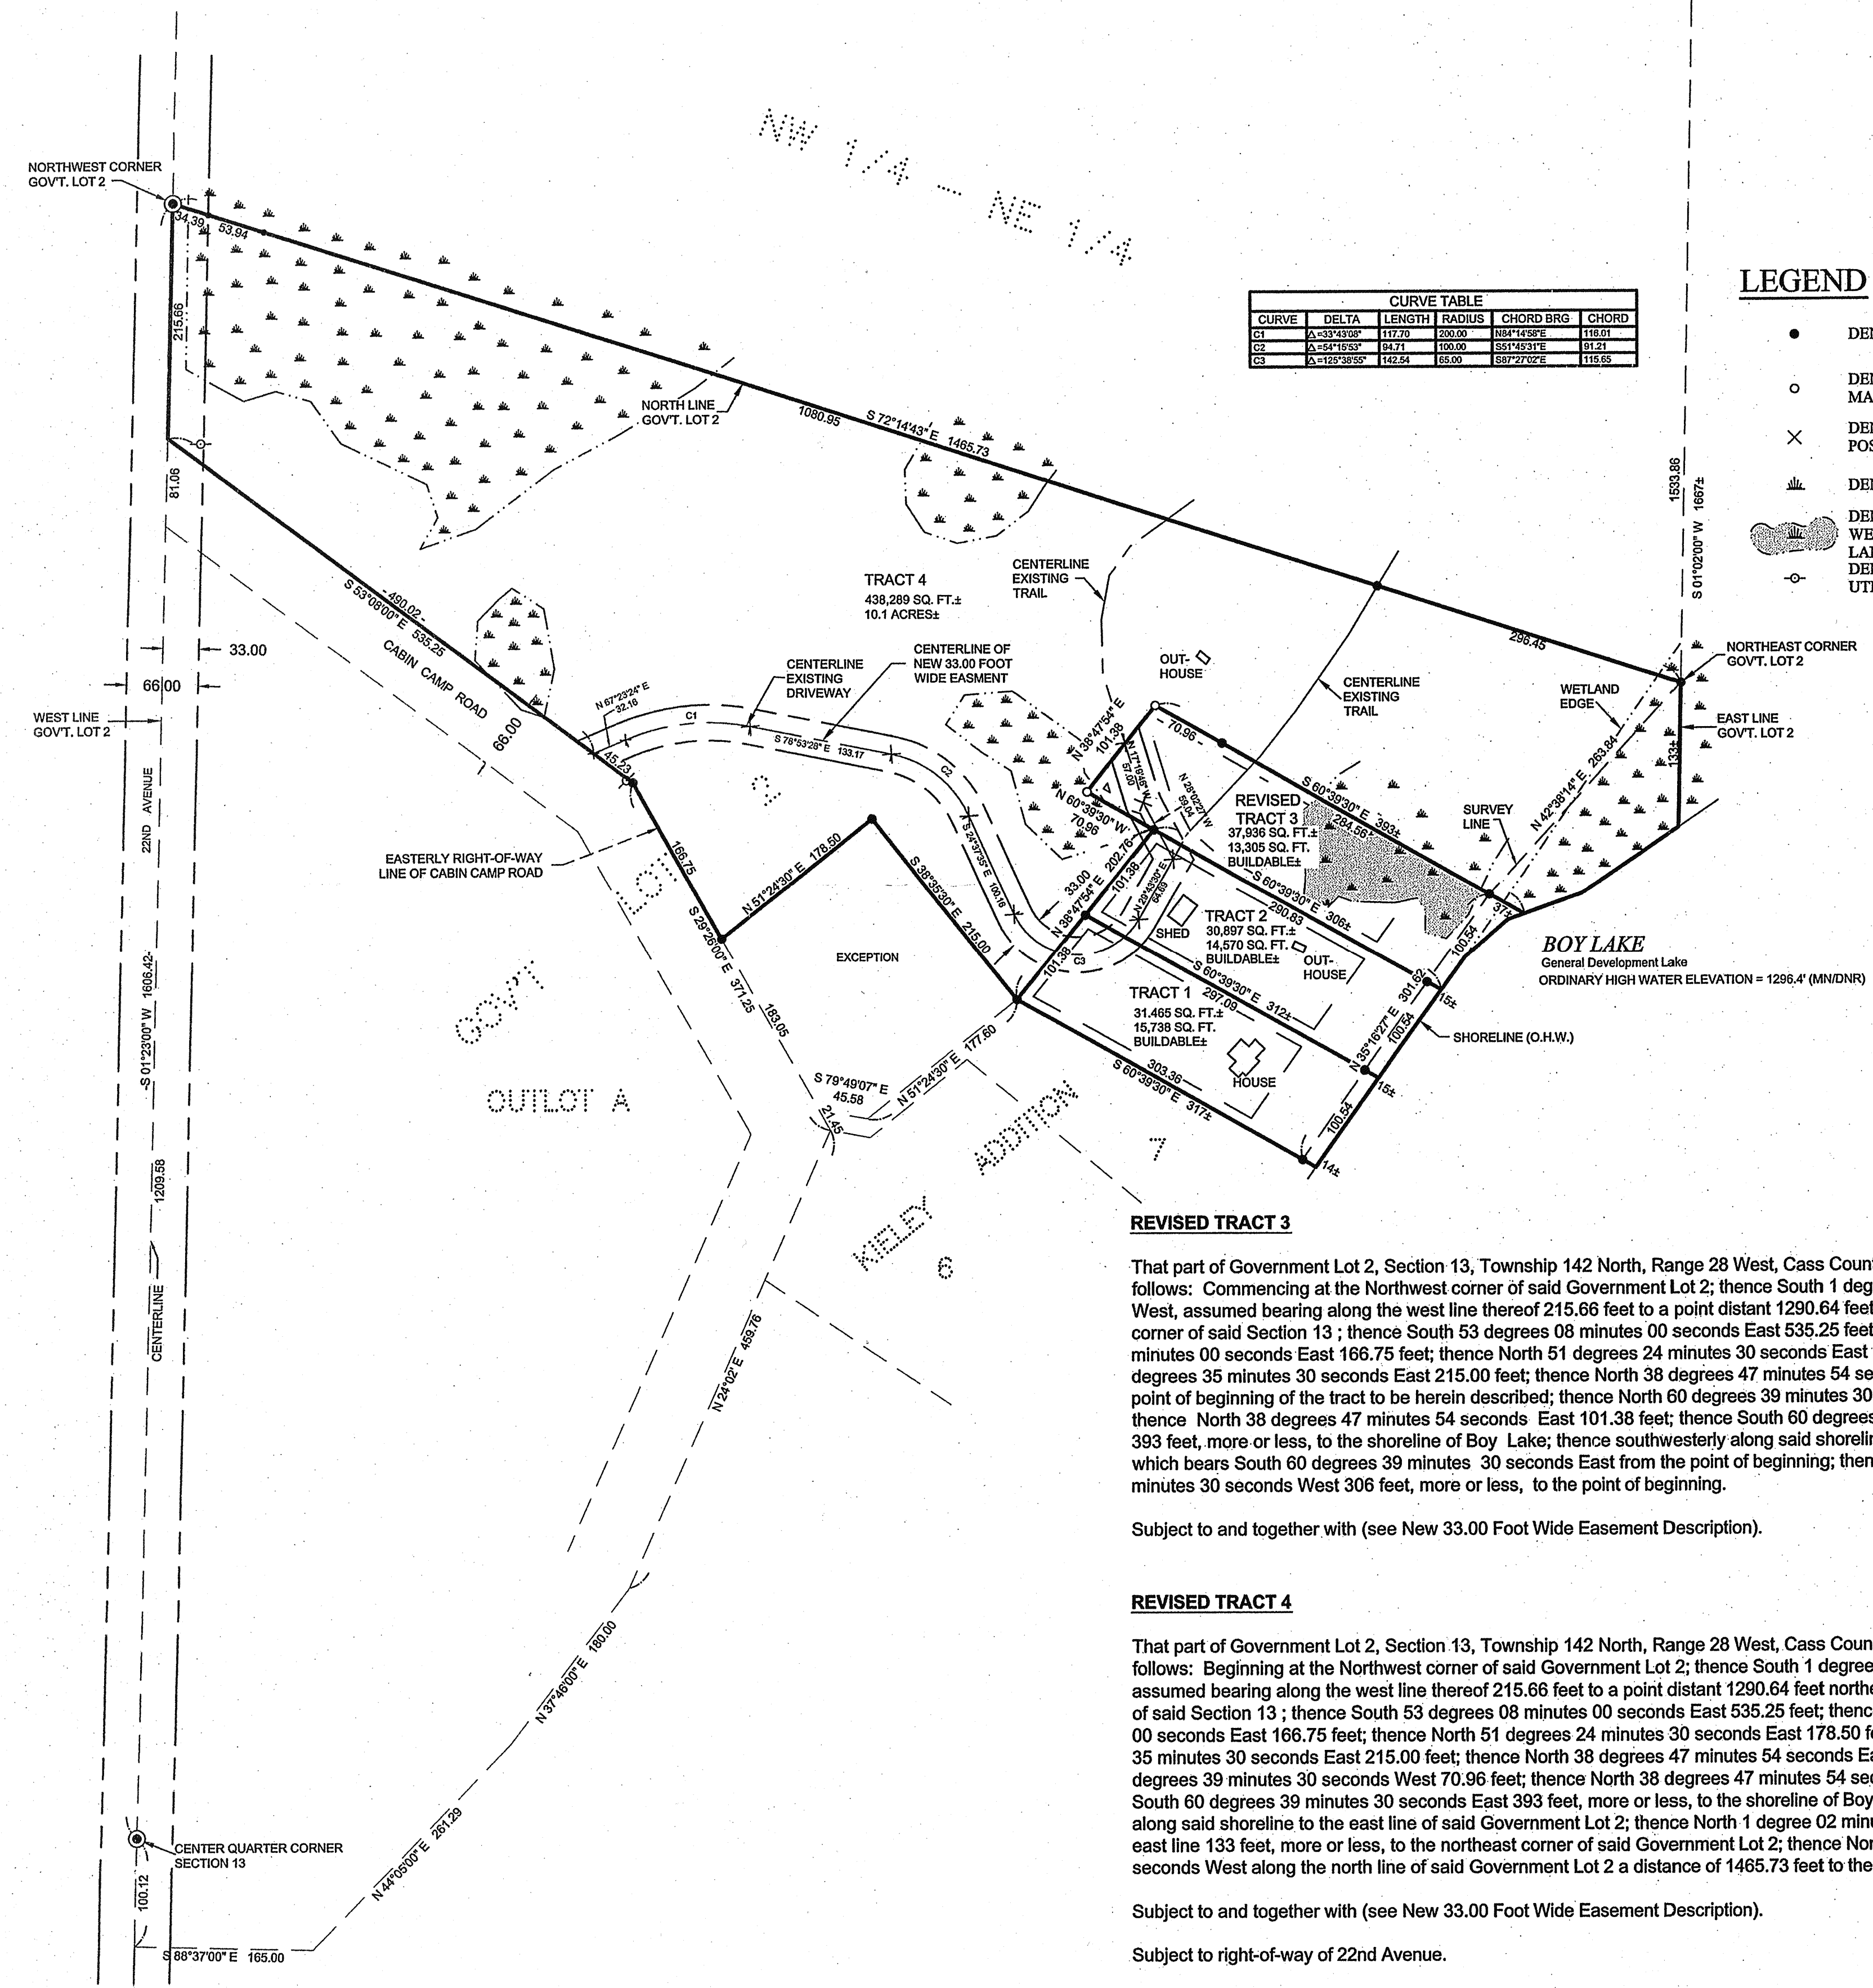 NW 1/4 - NE 1/4
NORTHWEST CORNER
GOV'T. LOT 2
34.39
53.94
215.66
81.06
NORTH LINE
GOV'T. LOT 2
1080.95
S 72°14'43" E 1465.73
296.45
CURVE TABLE
CURVE DELTA LENGTH RADIUS CHORD BRG CHORD
C1 Δ=33°43'08" 117.70 200.00 N84°14'58"E 116.01
C2 Δ=54°15'53" 94.71 100.00 S51°45'31"E 91.21
C3 Δ=125°38'55" 142.54 65.00 S87°27'02"E 115.65
LEGEND
DEN
DEN
MA
DEN
POS
DEN
DEN
WE
LAN
DEN
UTI
1533.86
S 01°02'00" W 1667±
NORTHEAST CORNER
GOV'T. LOT 2
EAST LINE
GOV'T. LOT 2
133±
WETLAND
EDGE
N 42°38'14" E 263.84
SURVEY
LINE
CENTERLINE
EXISTING
TRAIL
TRACT 4
438,289 SQ. FT.±
10.1 ACRES±
CENTERLINE OF
NEW 33.00 FOOT
WIDE EASMENT
CENTERLINE
EXISTING
DRIVEWAY
OUT-
HOUSE
CENTERLINE
EXISTING
TRAIL
490.02
S 53°08'00" E 535.25
CABIN CAMP ROAD
66.00
33.00
66.00
WEST LINE
GOV'T. LOT 2
22ND AVENUE
N 67°23'24" E
32.16
C1
S 78°53'28" E 133.17
C2
45.23
S 24°37'35" E 100.16
C3
N 38°47'54" E
101.38
70.96
N 17°16'46" W
57.00
N 28°02'27" W
59.04
N 60°39'30" W
70.96
REVISED
TRACT 3
37,936 SQ. FT.±
13,305 SQ. FT.
BUILDABLE±
S 60°39'30" E 393±
284.56
37±
33.00
N 38°47'54" E 202.76
101.38
N 29°43'30" E
64.69
S 60°39'30" E 306±
290.83
SHED
TRACT 2
30,897 SQ. FT.±
14,570 SQ. FT.
BUILDABLE±
OUT-
HOUSE
100.54
15±
BOY LAKE
General Development Lake
ORDINARY HIGH WATER ELEVATION = 1296.4' (MN/DNR)
SHORELINE (O.H.W.)
S 60°39'30" E 312±
297.09
101.38
TRACT 1
31.465 SQ. FT.±
15,738 SQ. FT.
BUILDABLE±
HOUSE
N 35°16'27" E 301.62
100.54
15±
303.36
S 60°39'30" E 317±
100.54
14±
EASTERLY RIGHT-OF-WAY
LINE OF CABIN CAMP ROAD
166.75
N 51°24'30" E 178.50
S 38°35'30" E 215.00
EXCEPTION
S 29°26'00" E 371.25
183.05
GOV'T LOT 2
OUTLOT A
S 79°49'07" E
45.58
21.45
N 51°24'30" E 177.60
KIELEY ADDITION
7
6
S 01°23'00" W 1606.42
1209.58
CENTERLINE
N 24°02' E 459.76
N 37°46'00" E 180.00
N 44°05'00" E 261.29
CENTER QUARTER CORNER
SECTION 13
100.12
S 88°37'00" E 165.00
REVISED TRACT 3
That part of Government Lot 2, Section 13, Township 142 North, Range 28 West, Cass Coun
follows: Commencing at the Northwest corner of said Government Lot 2; thence South 1 deg
West, assumed bearing along the west line thereof 215.66 feet to a point distant 1290.64 feet
corner of said Section 13 ; thence South 53 degrees 08 minutes 00 seconds East 535.25 feet
minutes 00 seconds East 166.75 feet; thence North 51 degrees 24 minutes 30 seconds East
degrees 35 minutes 30 seconds East 215.00 feet; thence North 38 degrees 47 minutes 54 se
point of beginning of the tract to be herein described; thence North 60 degrees 39 minutes 30
thence North 38 degrees 47 minutes 54 seconds East 101.38 feet; thence South 60 degrees
393 feet, more or less, to the shoreline of Boy Lake; thence southwesterly along said shorelin
which bears South 60 degrees 39 minutes 30 seconds East from the point of beginning; then
minutes 30 seconds West 306 feet, more or less, to the point of beginning.
Subject to and together with (see New 33.00 Foot Wide Easement Description).
REVISED TRACT 4
That part of Government Lot 2, Section 13, Township 142 North, Range 28 West, Cass Coun
follows: Beginning at the Northwest corner of said Government Lot 2; thence South 1 degree
assumed bearing along the west line thereof 215.66 feet to a point distant 1290.64 feet northe
of said Section 13 ; thence South 53 degrees 08 minutes 00 seconds East 535.25 feet; thenc
00 seconds East 166.75 feet; thence North 51 degrees 24 minutes 30 seconds East 178.50 f
35 minutes 30 seconds East 215.00 feet; thence North 38 degrees 47 minutes 54 seconds Ea
degrees 39 minutes 30 seconds West 70.96 feet; thence North 38 degrees 47 minutes 54 sec
South 60 degrees 39 minutes 30 seconds East 393 feet, more or less, to the shoreline of Boy
along said shoreline to the east line of said Government Lot 2; thence North 1 degree 02 minu
east line 133 feet, more or less, to the northeast corner of said Government Lot 2; thence Nor
seconds West along the north line of said Government Lot 2 a distance of 1465.73 feet to the
Subject to and together with (see New 33.00 Foot Wide Easement Description).
Subject to right-of-way of 22nd Avenue.